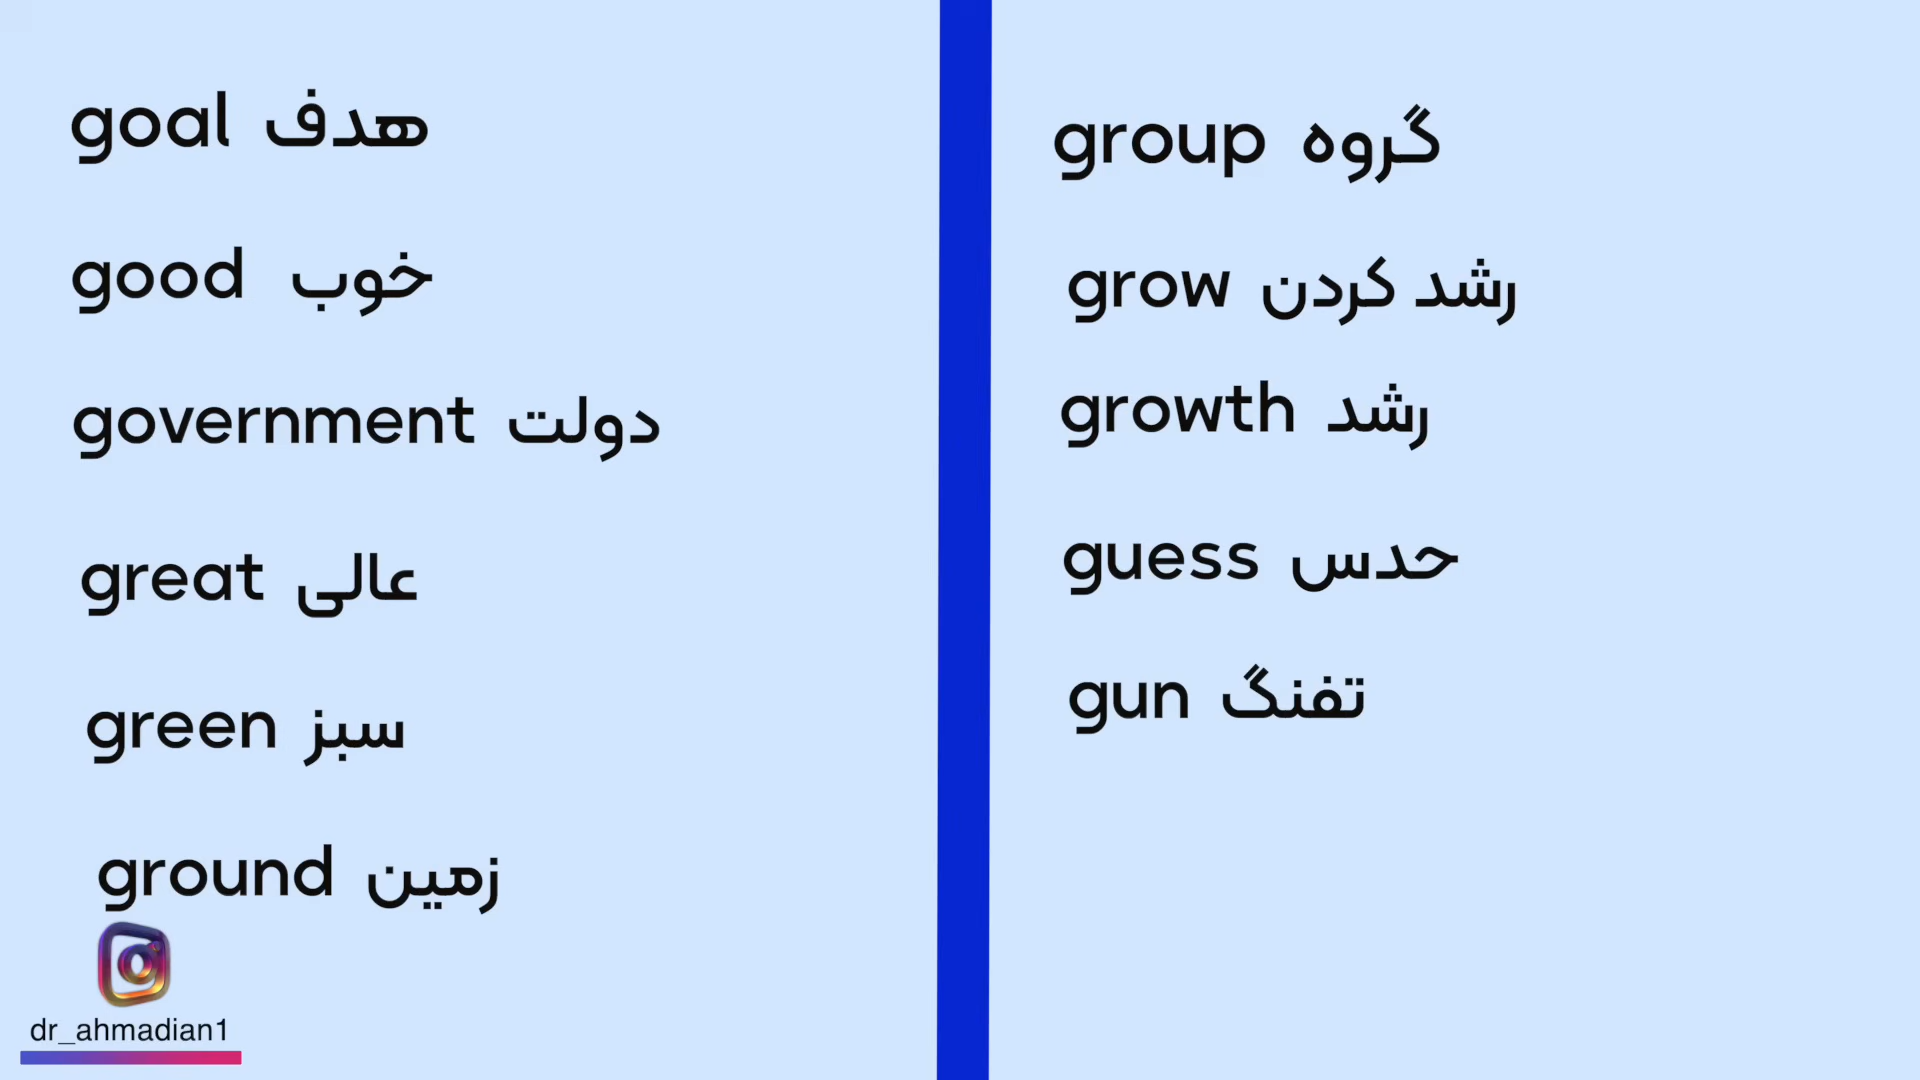 goal هدف
good خوب
government دولت
great عالی
green سبز
ground زمین
dr_ahmadian1
group گروه
grow رشد کردن
growth رشد
guess حدس
gun تفنگ